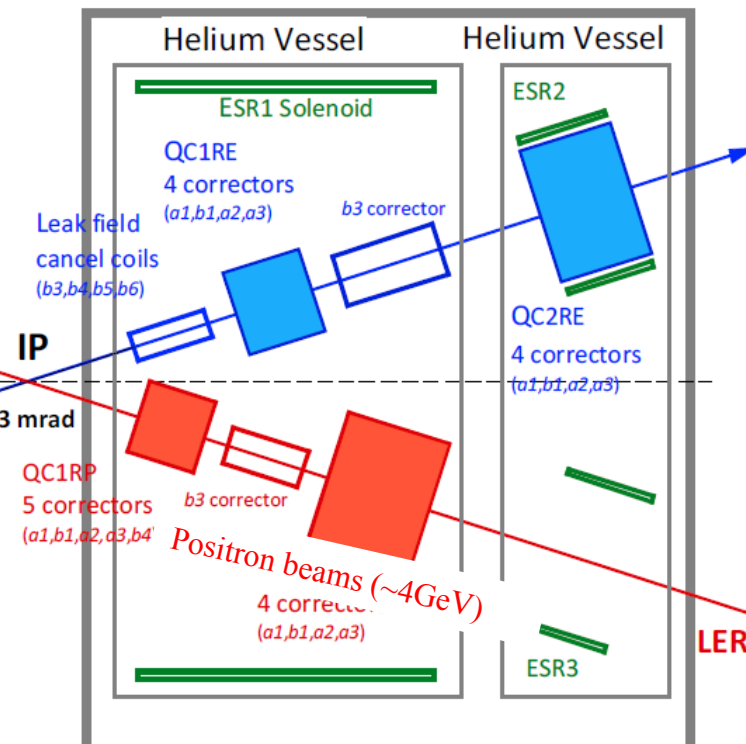 Helium Vessel
Helium Vessel
ESR1 Solenoid
ESR2
QC1RE
4 correctors
(a1,b1,a2,a3)
b3 corrector
Leak field
cancel coils
(b3,b4,b5,b6)
QC2RE
4 correctors
(a1,b1,a2,a3)
IP
3 mrad
QC1RP
5 correctors
(a1,b1,a2,a3,b4
b3 corrector
Positron beams (~4GeV)
4
(a1,b1,a2,a3)
LER
ESR3